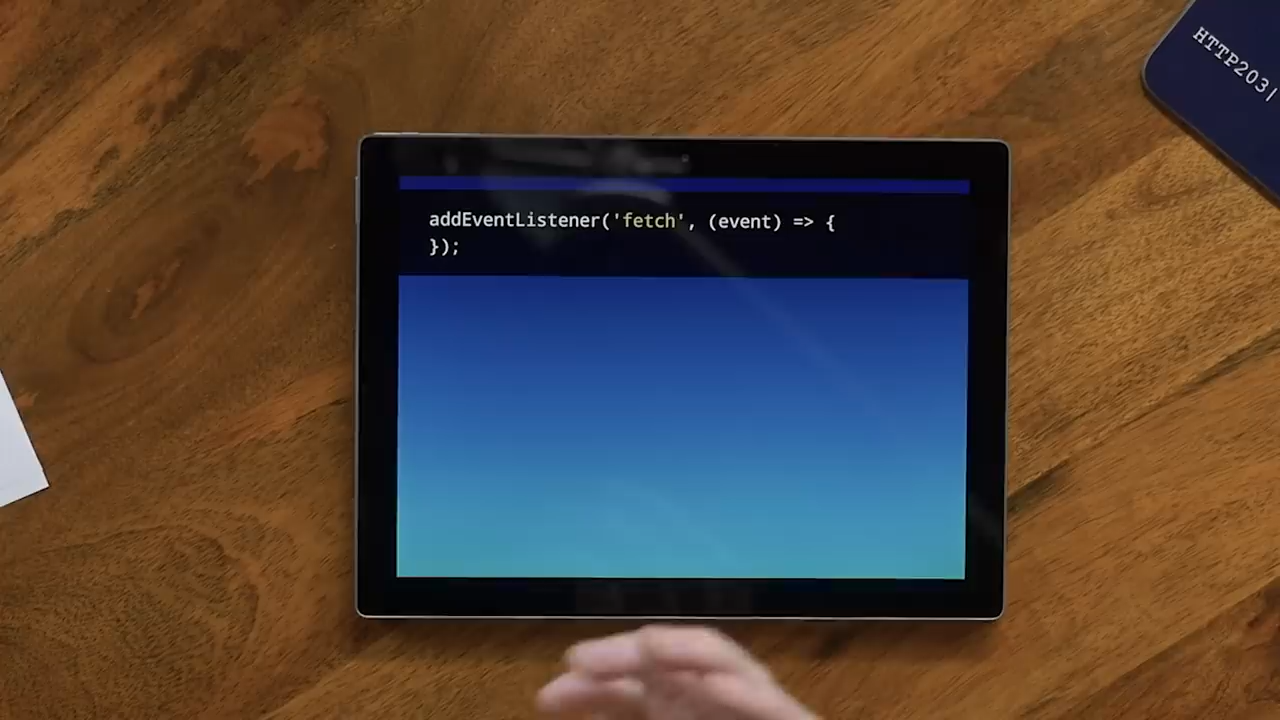 HTTP203|
addEventListener('fetch', (event) => {
});